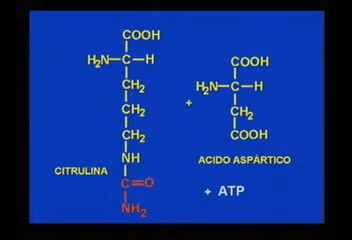 COOH
H2N–C–H
CH2
CH2
CH2
NH
C=O
NH2
CITRULINA
+
COOH
H2N–C–H
CH2
COOH
ACIDO ASPÁRTICO
+ ATP